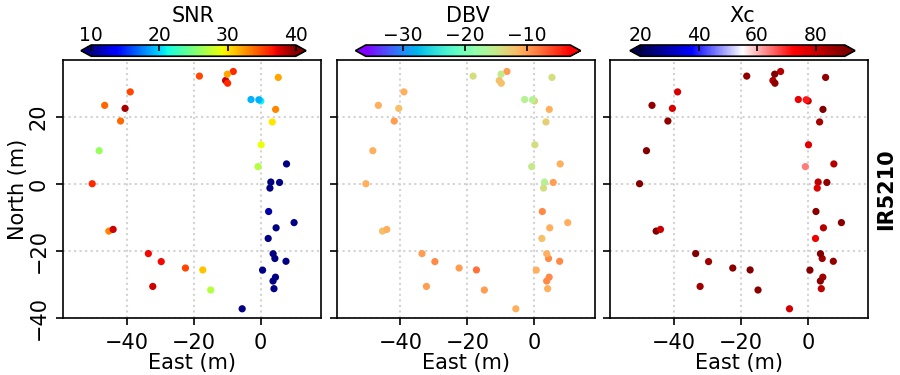 SNR DBV Xc
10 20 30 40 −30 −20 −10 20 40 60 80
North (m)
20
0
−20
−40
−40 −20 0 −40 −20 0 −40 −20 0
East (m) East (m) East (m)
IR5210